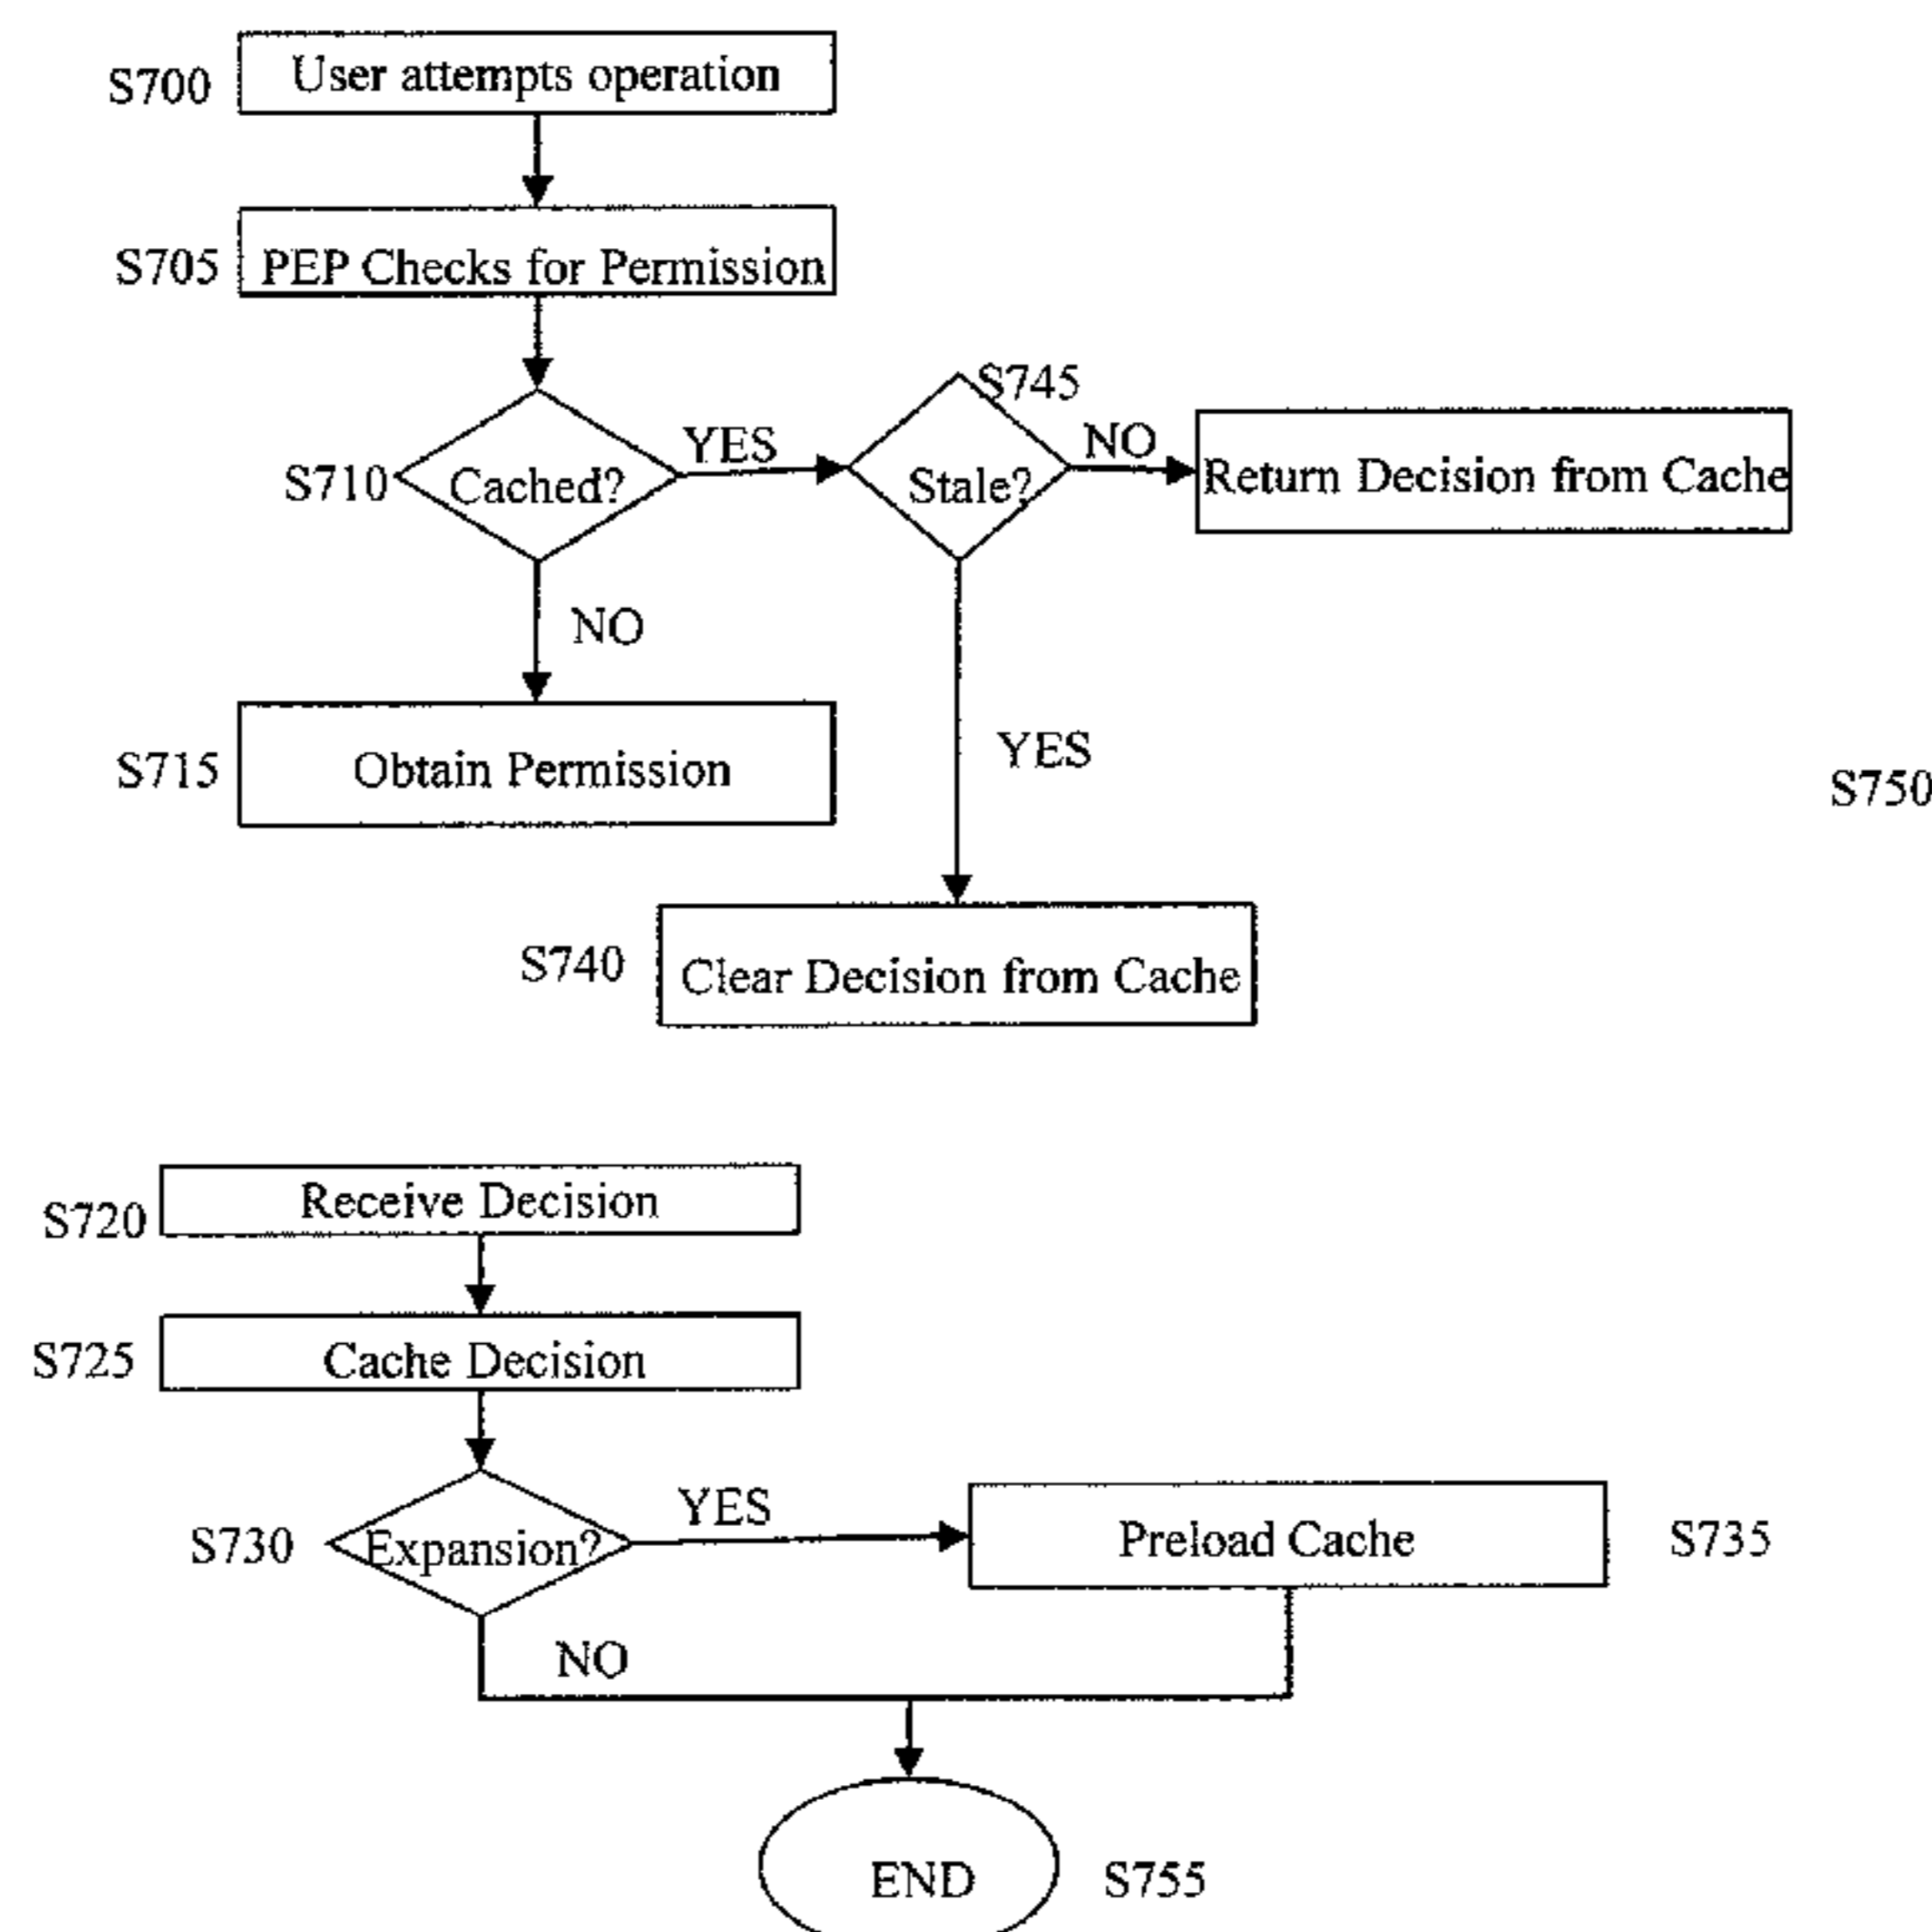 S700
User attempts operation
S705
PEP Checks for Permission
S745
S710
Cached?
YES
Stale?
NO
Return Decision from Cache
NO
S715
Obtain Permission
YES
S750
S740
Clear Decision from Cache
S720
Receive Decision
S725
Cache Decision
S730
Expansion?
YES
Preload Cache
S735
NO
END
S755